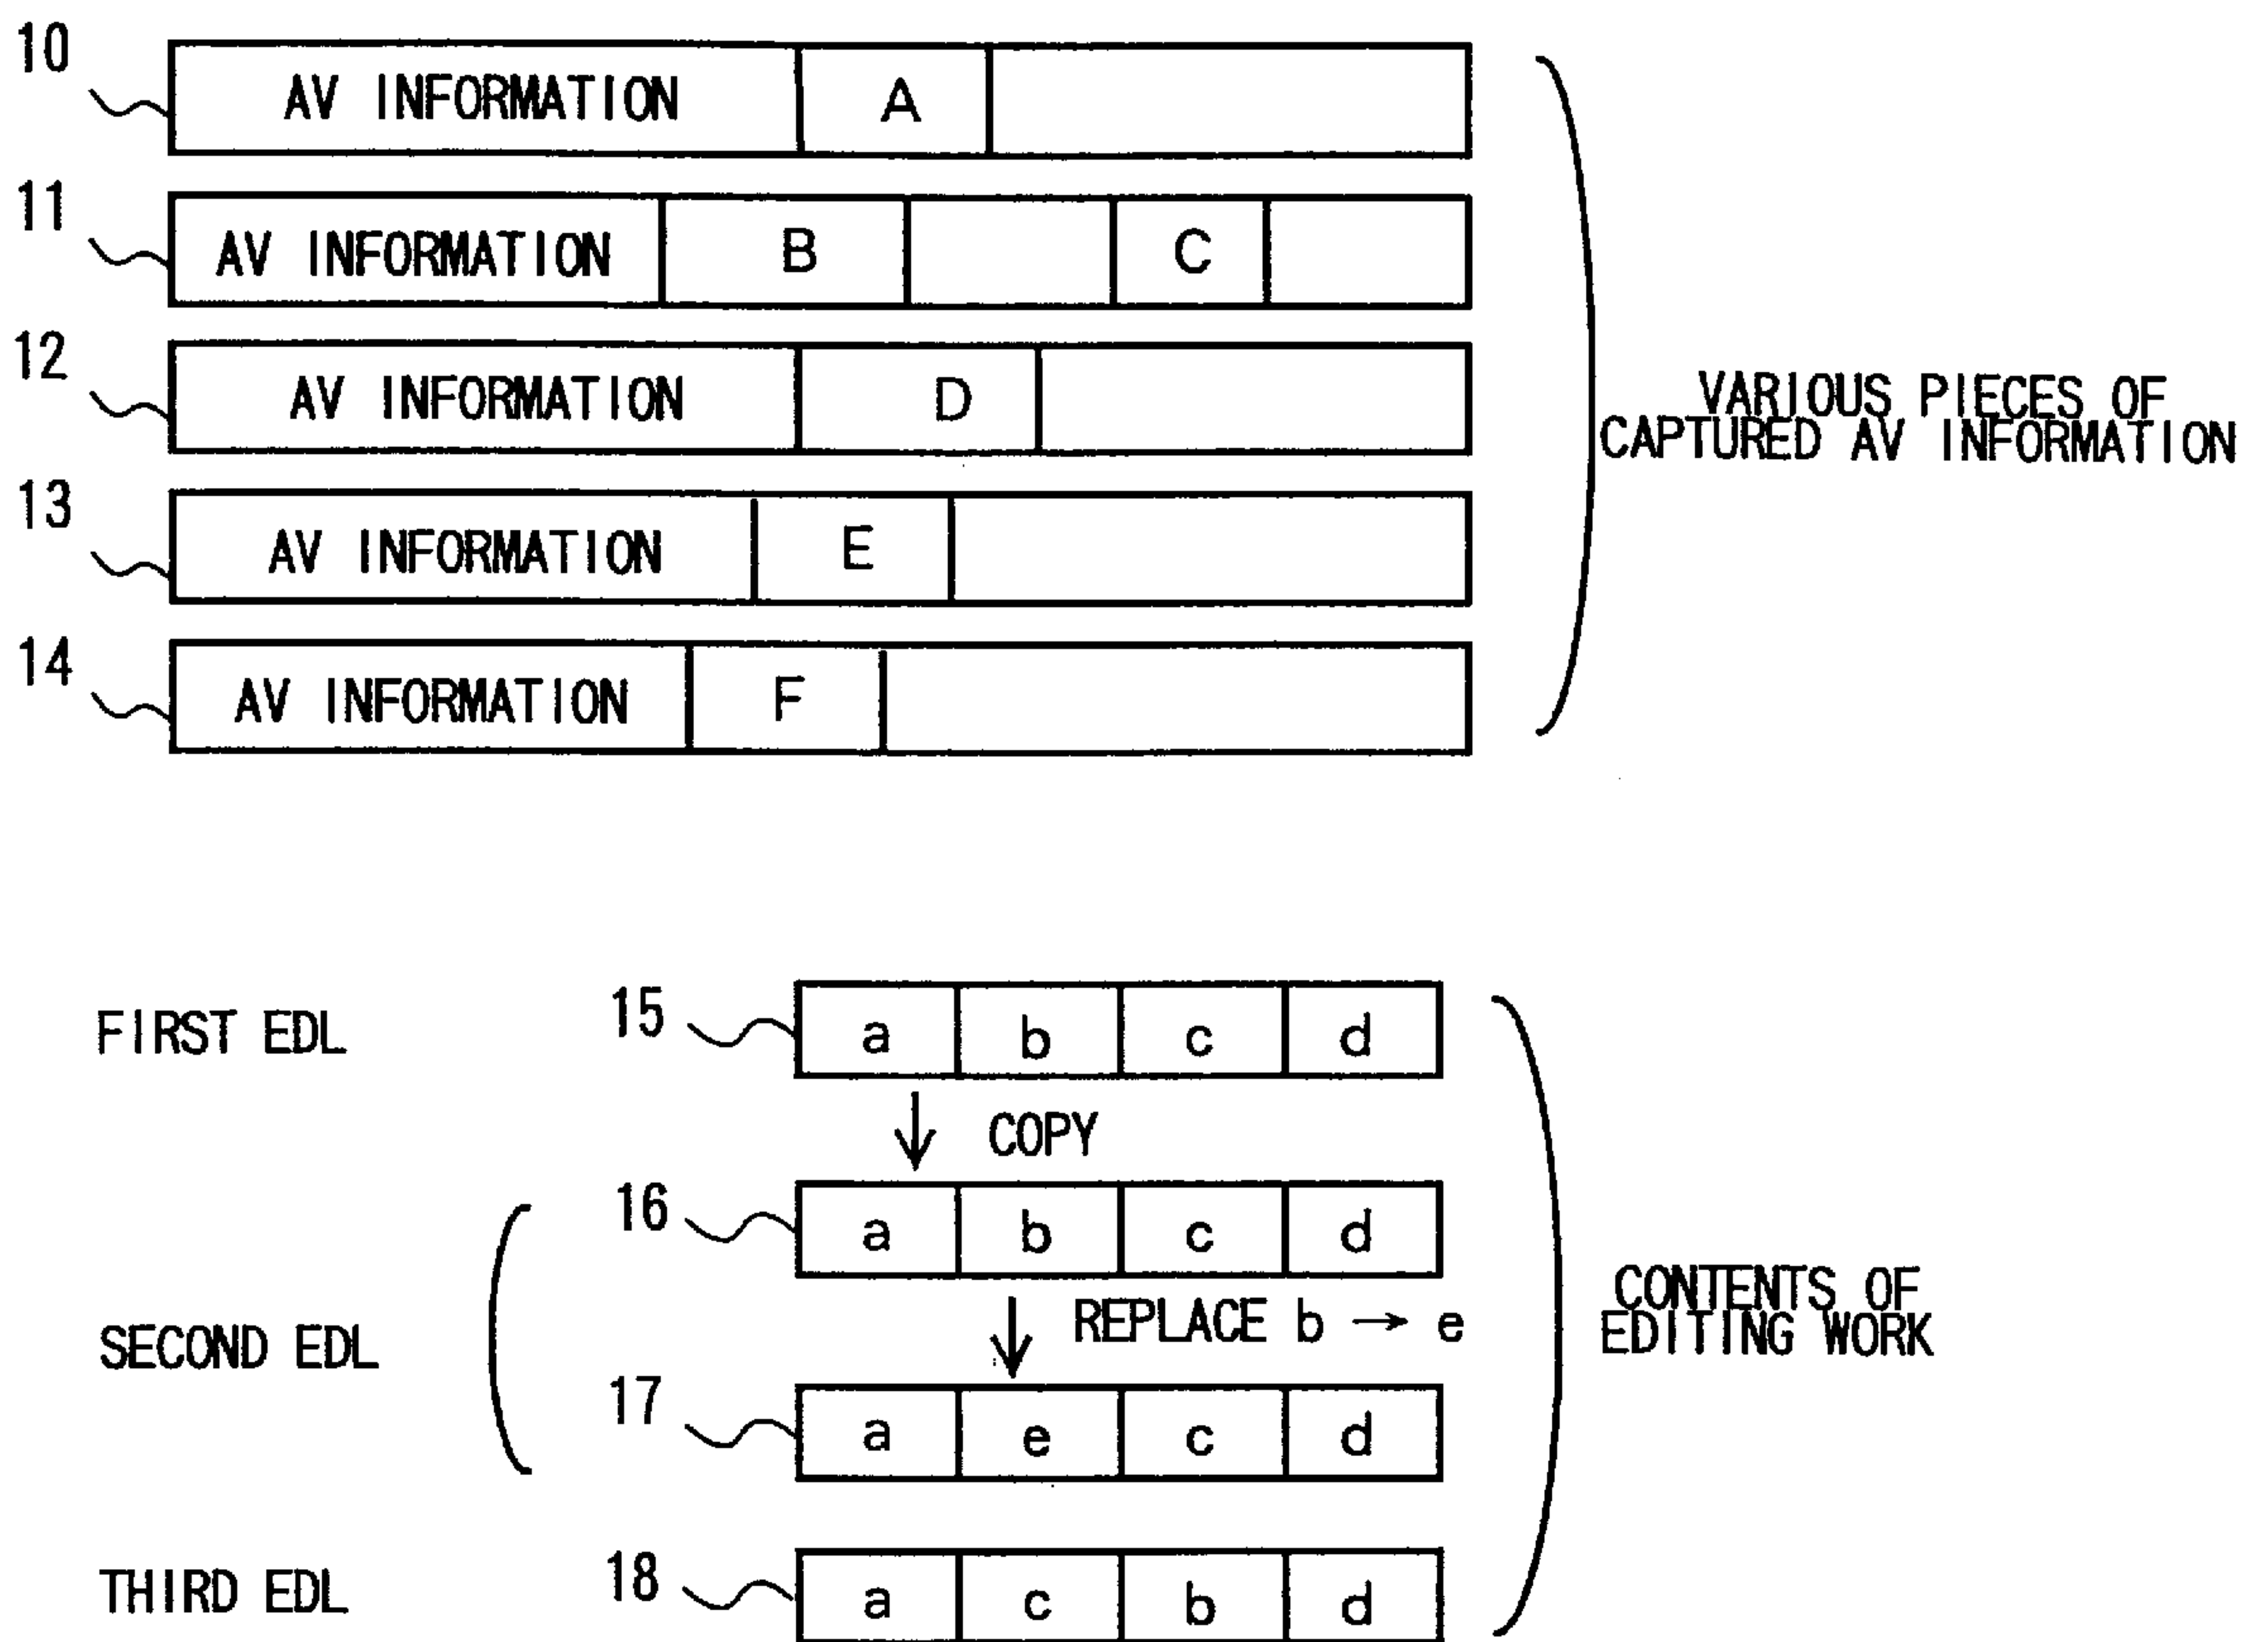 10
AV INFORMATION A
11
AV INFORMATION B C
12
AV INFORMATION D
13
AV INFORMATION E
14
AV INFORMATION F
VARIOUS PIECES OF
CAPTURED AV INFORMATION
FIRST EDL 15 a b c d
COPY
16 a b c d
REPLACE b → e
SECOND EDL
17 a e c d
THIRD EDL 18 a c b d
CONTENTS OF
EDITING WORK